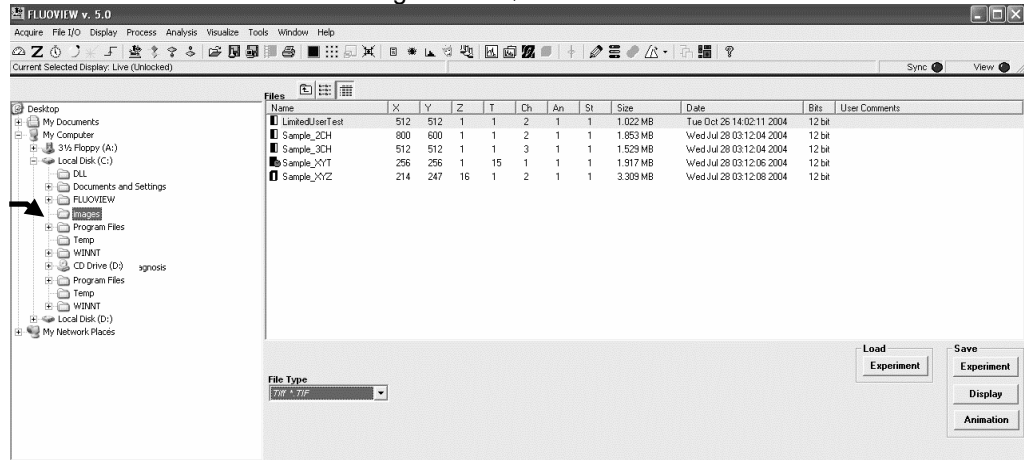 FLUOVIEW v. 5.0
Acquire File I/O Display Process Analysis Visualize Tools Window Help
Current Selected Display: Live (Unlocked)
Sync View
Files
Desktop
My Documents
My Computer
3½ Floppy (A:)
Local Disk (C:)
DLL
Documents and Settings
FLUOVIEW
images
Program Files
Temp
WINNT
CD Drive (D:) agnosis
Program Files
Temp
WINNT
Local Disk (D:)
My Network Places
Name X Y Z T Ch An St Size Date Bits User Comments
LimitedUserTest 512 512 1 1 2 1 1 1.022 MB Tue Oct 26 14:02:11 2004 12 bit
Sample_2CH 800 600 1 1 2 1 1 1.853 MB Wed Jul 28 03:12:04 2004 12 bit
Sample_3CH 512 512 1 1 3 1 1 1.529 MB Wed Jul 28 03:12:04 2004 12 bit
Sample_XYT 256 256 1 15 1 1 1 1.917 MB Wed Jul 28 03:12:06 2004 12 bit
Sample_XYZ 214 247 16 1 2 1 1 3.309 MB Wed Jul 28 03:12:08 2004 12 bit
File Type
Tiff *.TIF
Load
Experiment
Save
Experiment
Display
Animation